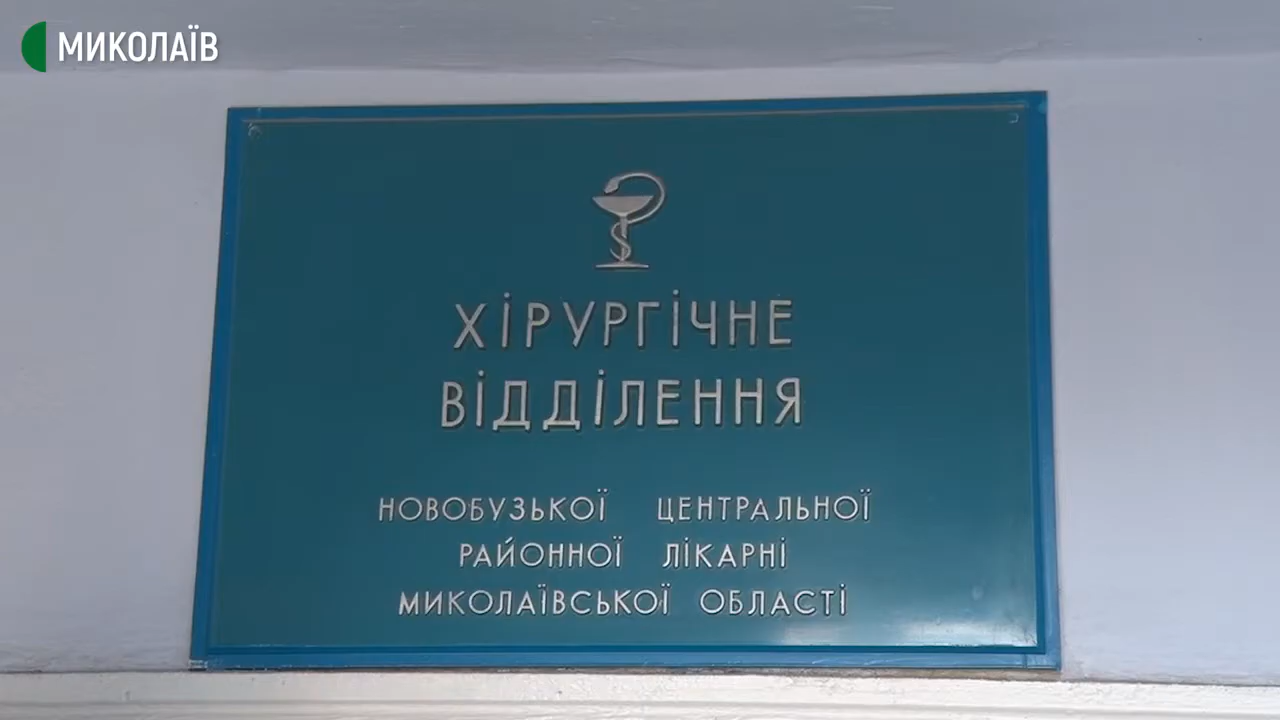 МИКОЛАЇВ
ХІРУРГІЧНЕ
ВІДДІЛЕННЯ
НОВОБУЗЬКОЇ ЦЕНТРАЛЬНОЇ
РАЙОННОЇ ЛІКАРНІ
МИКОЛАЇВСЬКОЇ ОБЛАСТІ